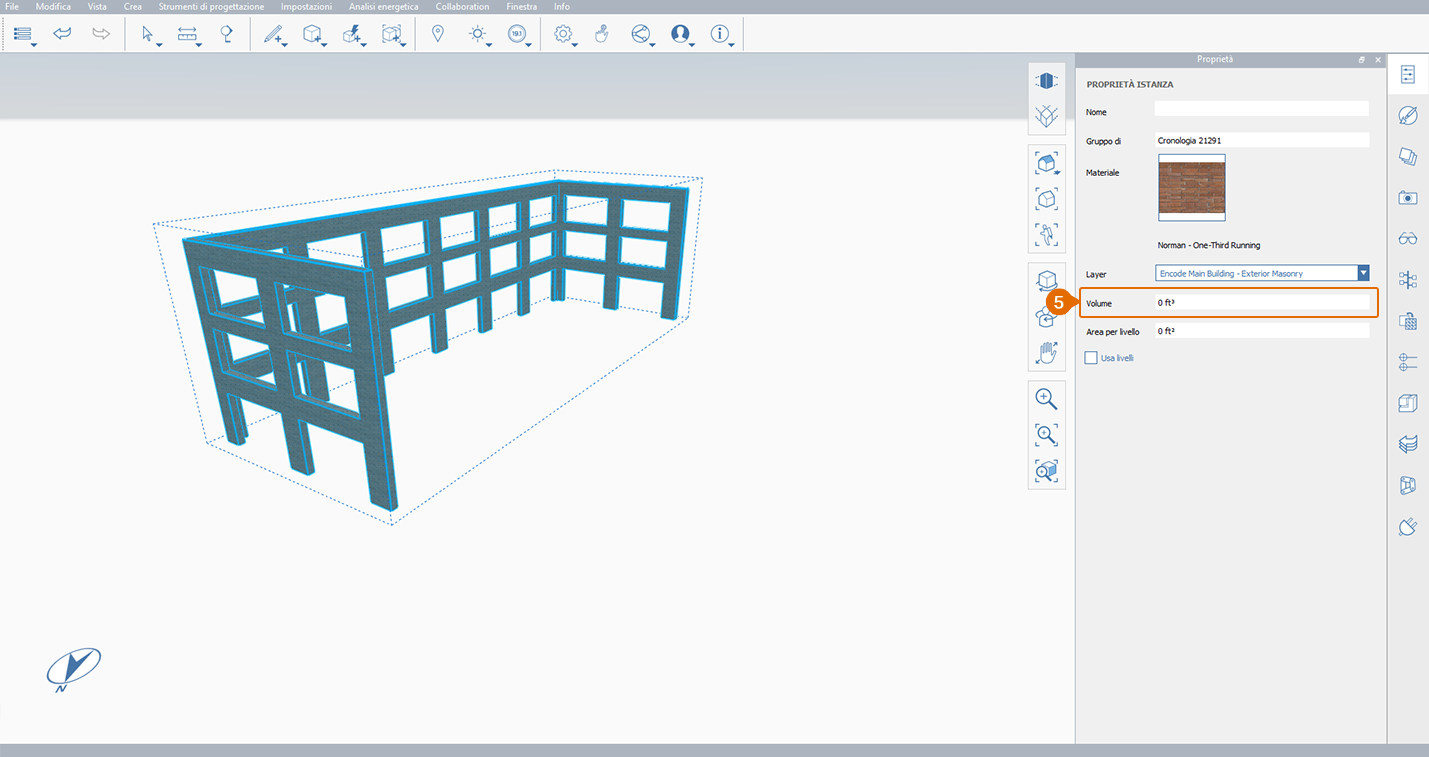 File Modifica Vista Crea Strumenti di progettazione Impostazioni Analisi energetica Collaboration Finestra Info
19.1
Proprietà
PROPRIETÀ ISTANZA
Nome
Gruppo di Cronologia 21291
Materiale
Norman - One-Third Running
Layer Encode Main Building - Exterior Masonry
5 Volume 0 ft³
Area per livello 0 ft²
Usa livelli
N